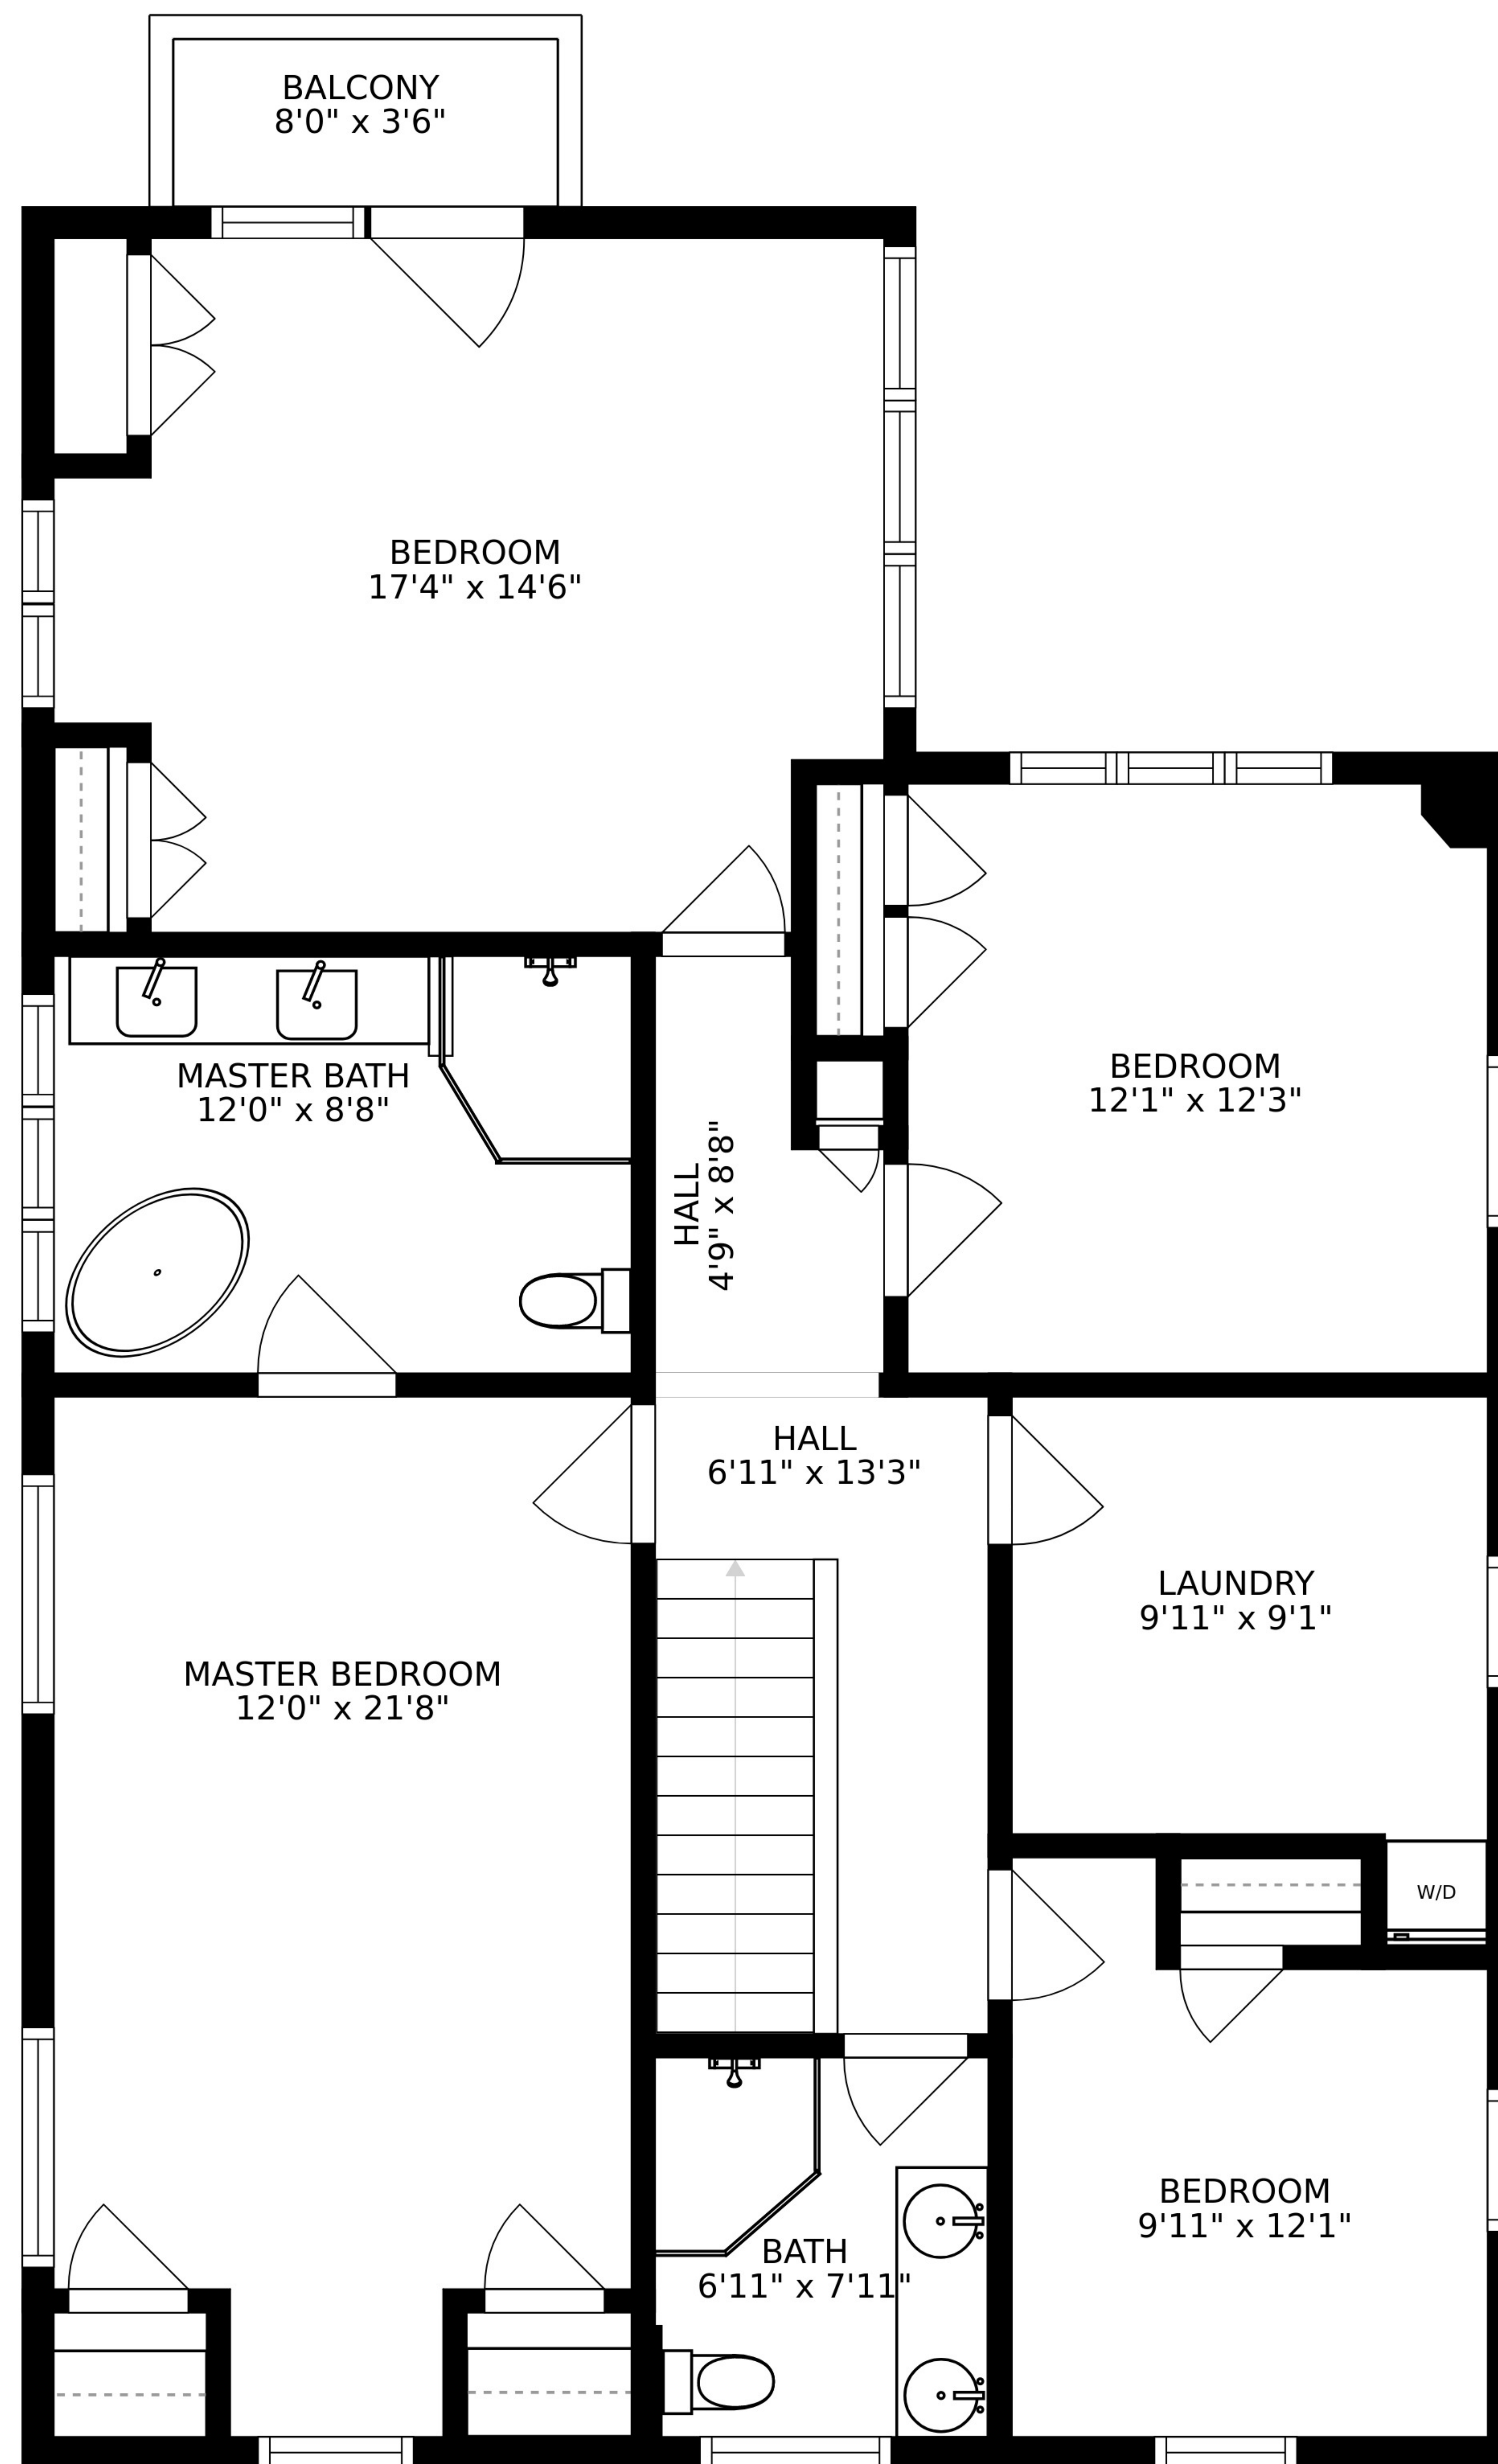 BALCONY
8'0" x 3'6"
BEDROOM
17'4" x 14'6"
MASTER BATH
12'0" x 8'8"
BEDROOM
12'1" x 12'3"
HALL
4'9" x 8'8"
HALL
6'11" x 13'3"
LAUNDRY
9'11" x 9'1"
MASTER BEDROOM
12'0" x 21'8"
W/D
BEDROOM
9'11" x 12'1"
BATH
6'11" x 7'11"